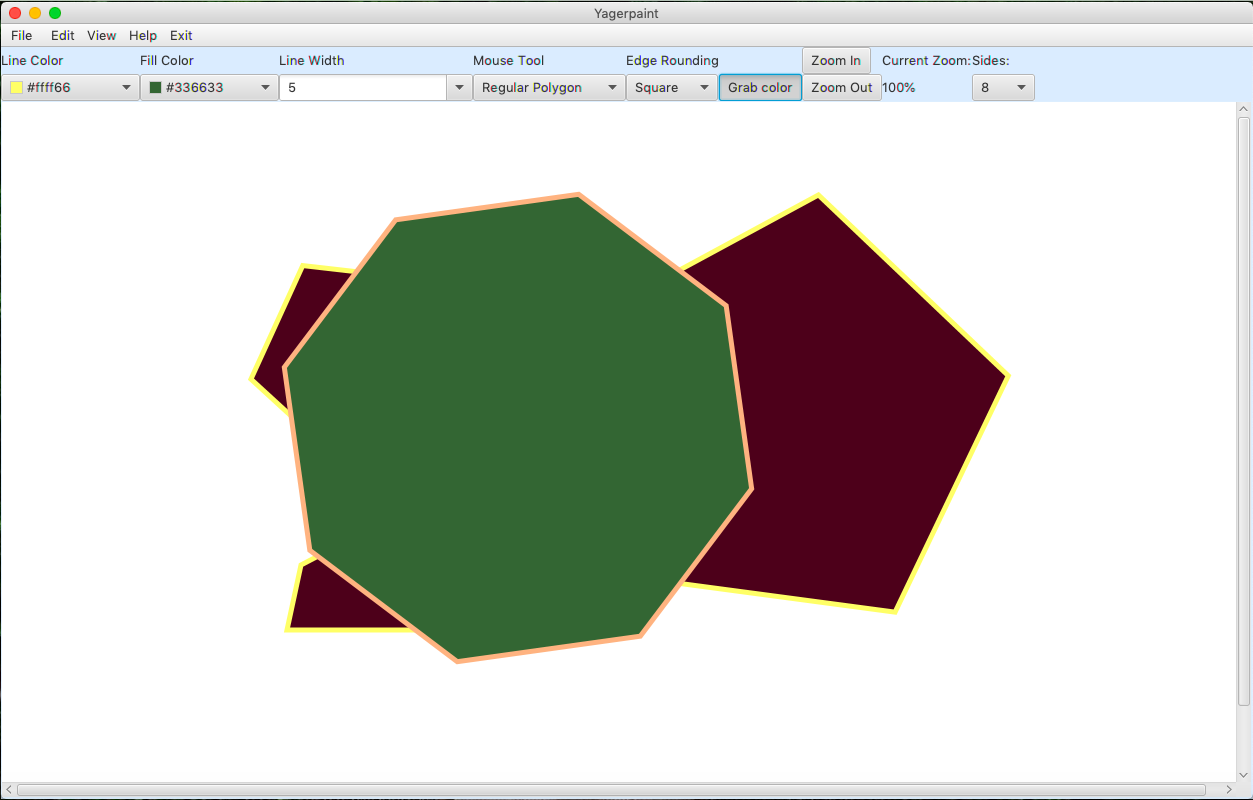 Yagerpaint
File Edit View Help Exit
Line Color Fill Color Line Width Mouse Tool Edge Rounding Zoom In Current Zoom: Sides:
#ffff66 #336633 5 Regular Polygon Square Grab color Zoom Out 100% 8